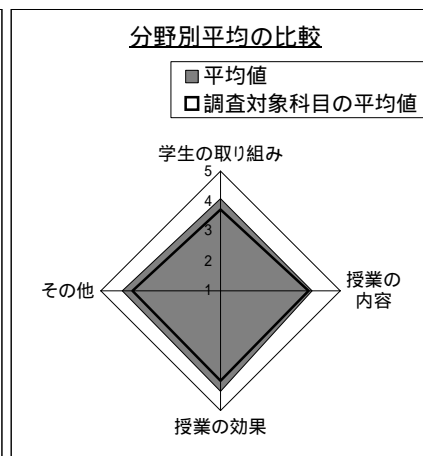 分野別平均の比較
平均値
調査対象科目の平均値
学生の取り組み
5
4
3
2
1
その他
授業の
内容
授業の効果